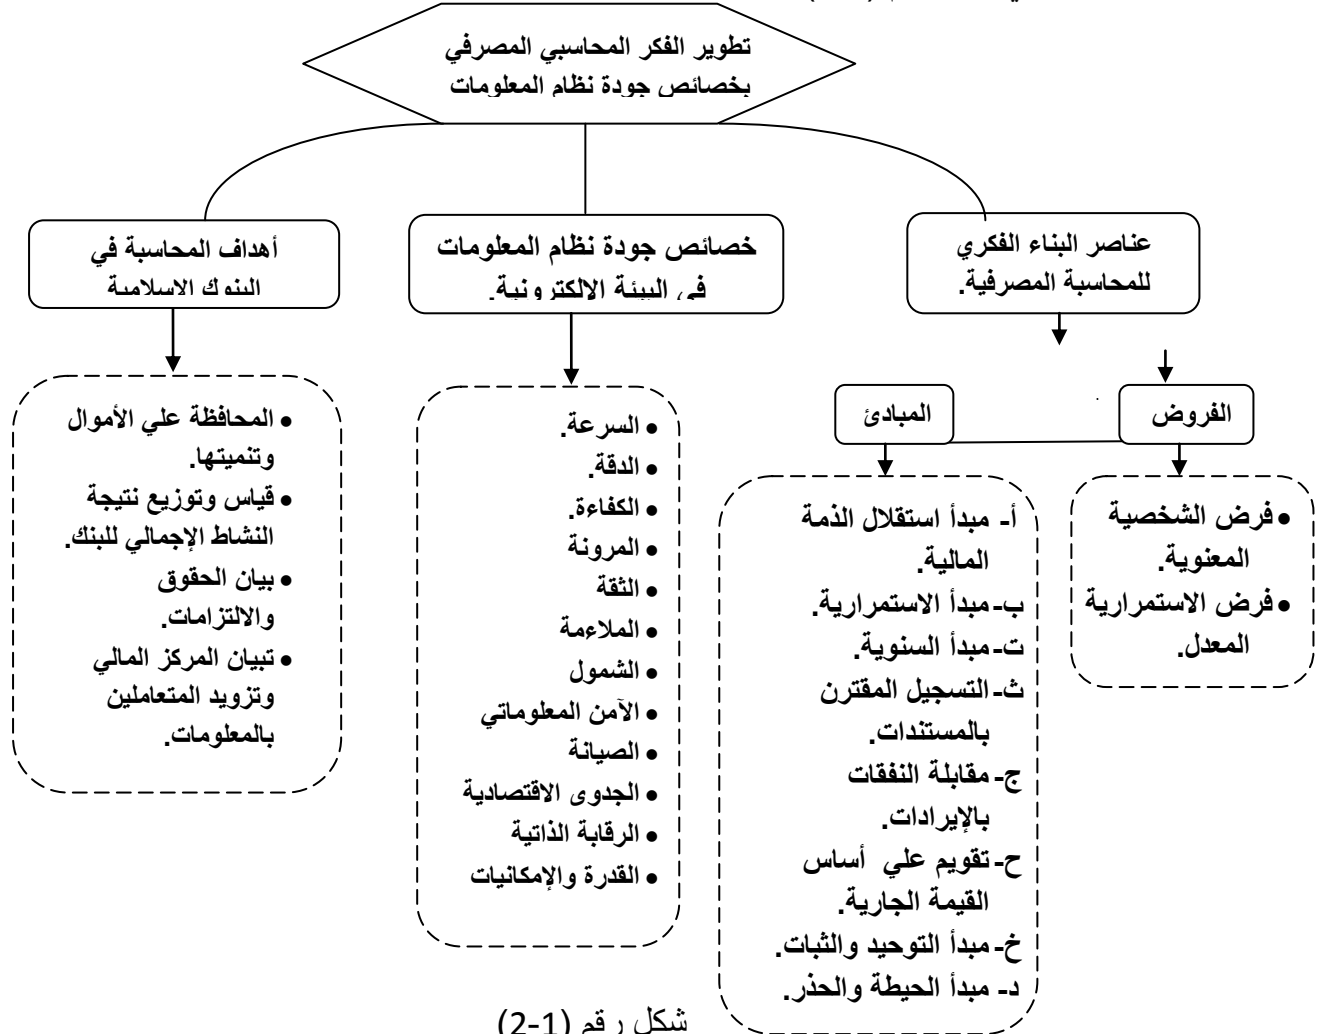 تطوير الفكر المحاسبي المصرفي
بخصائص جودة نظام المعلومات
عناصر البناء الفكري
للمحاسبة المصرفية.
الفروض
• فرض الشخصية
المعنوية.
• فرض الاستمرارية
المعدل.
المبادئ
أ- مبدأ استقلال الذمة
المالية.
ب- مبدأ الاستمرارية.
ت- مبدأ السنوية.
ث- التسجيل المقترن
بالمستندات.
ج- مقابلة النفقات
بالإيرادات.
ح- تقويم علي أساس
القيمة الجارية.
خ- مبدأ التوحيد والثبات.
د- مبدأ الحيطة والحذر.
خصائص جودة نظام المعلومات
في البيئة الإلكترونية.
• السرعة.
• الدقة.
• الكفاءة.
• المرونة
• الثقة
• الملاءمة
• الشمول
• الآمن المعلوماتي
• الصيانة
• الجدوى الاقتصادية
• الرقابة الذاتية
• القدرة والإمكانيات
أهداف المحاسبة في
البنوك الاسلامية
• المحافظة علي الأموال
وتنميتها.
• قياس وتوزيع نتيجة
النشاط الإجمالي للبنك.
• بيان الحقوق
والالتزامات.
• تبيان المركز المالي
وتزويد المتعاملين
بالمعلومات.
شكل رقم (1-2)